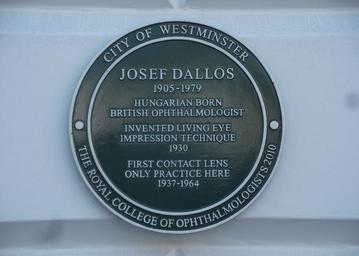 CITY OF WESTMINSTER
JOSEF DALLOS
1905-1979
HUNGARIAN BORN
BRITISH OPHTHALMOLOGIST
INVENTED LIVING EYE
IMPRESSION TECHNIQUE
1930
FIRST CONTACT LENS
ONLY PRACTICE HERE
1937-1964
THE ROYAL COLLEGE OF OPHTHALMOLOGISTS 2010